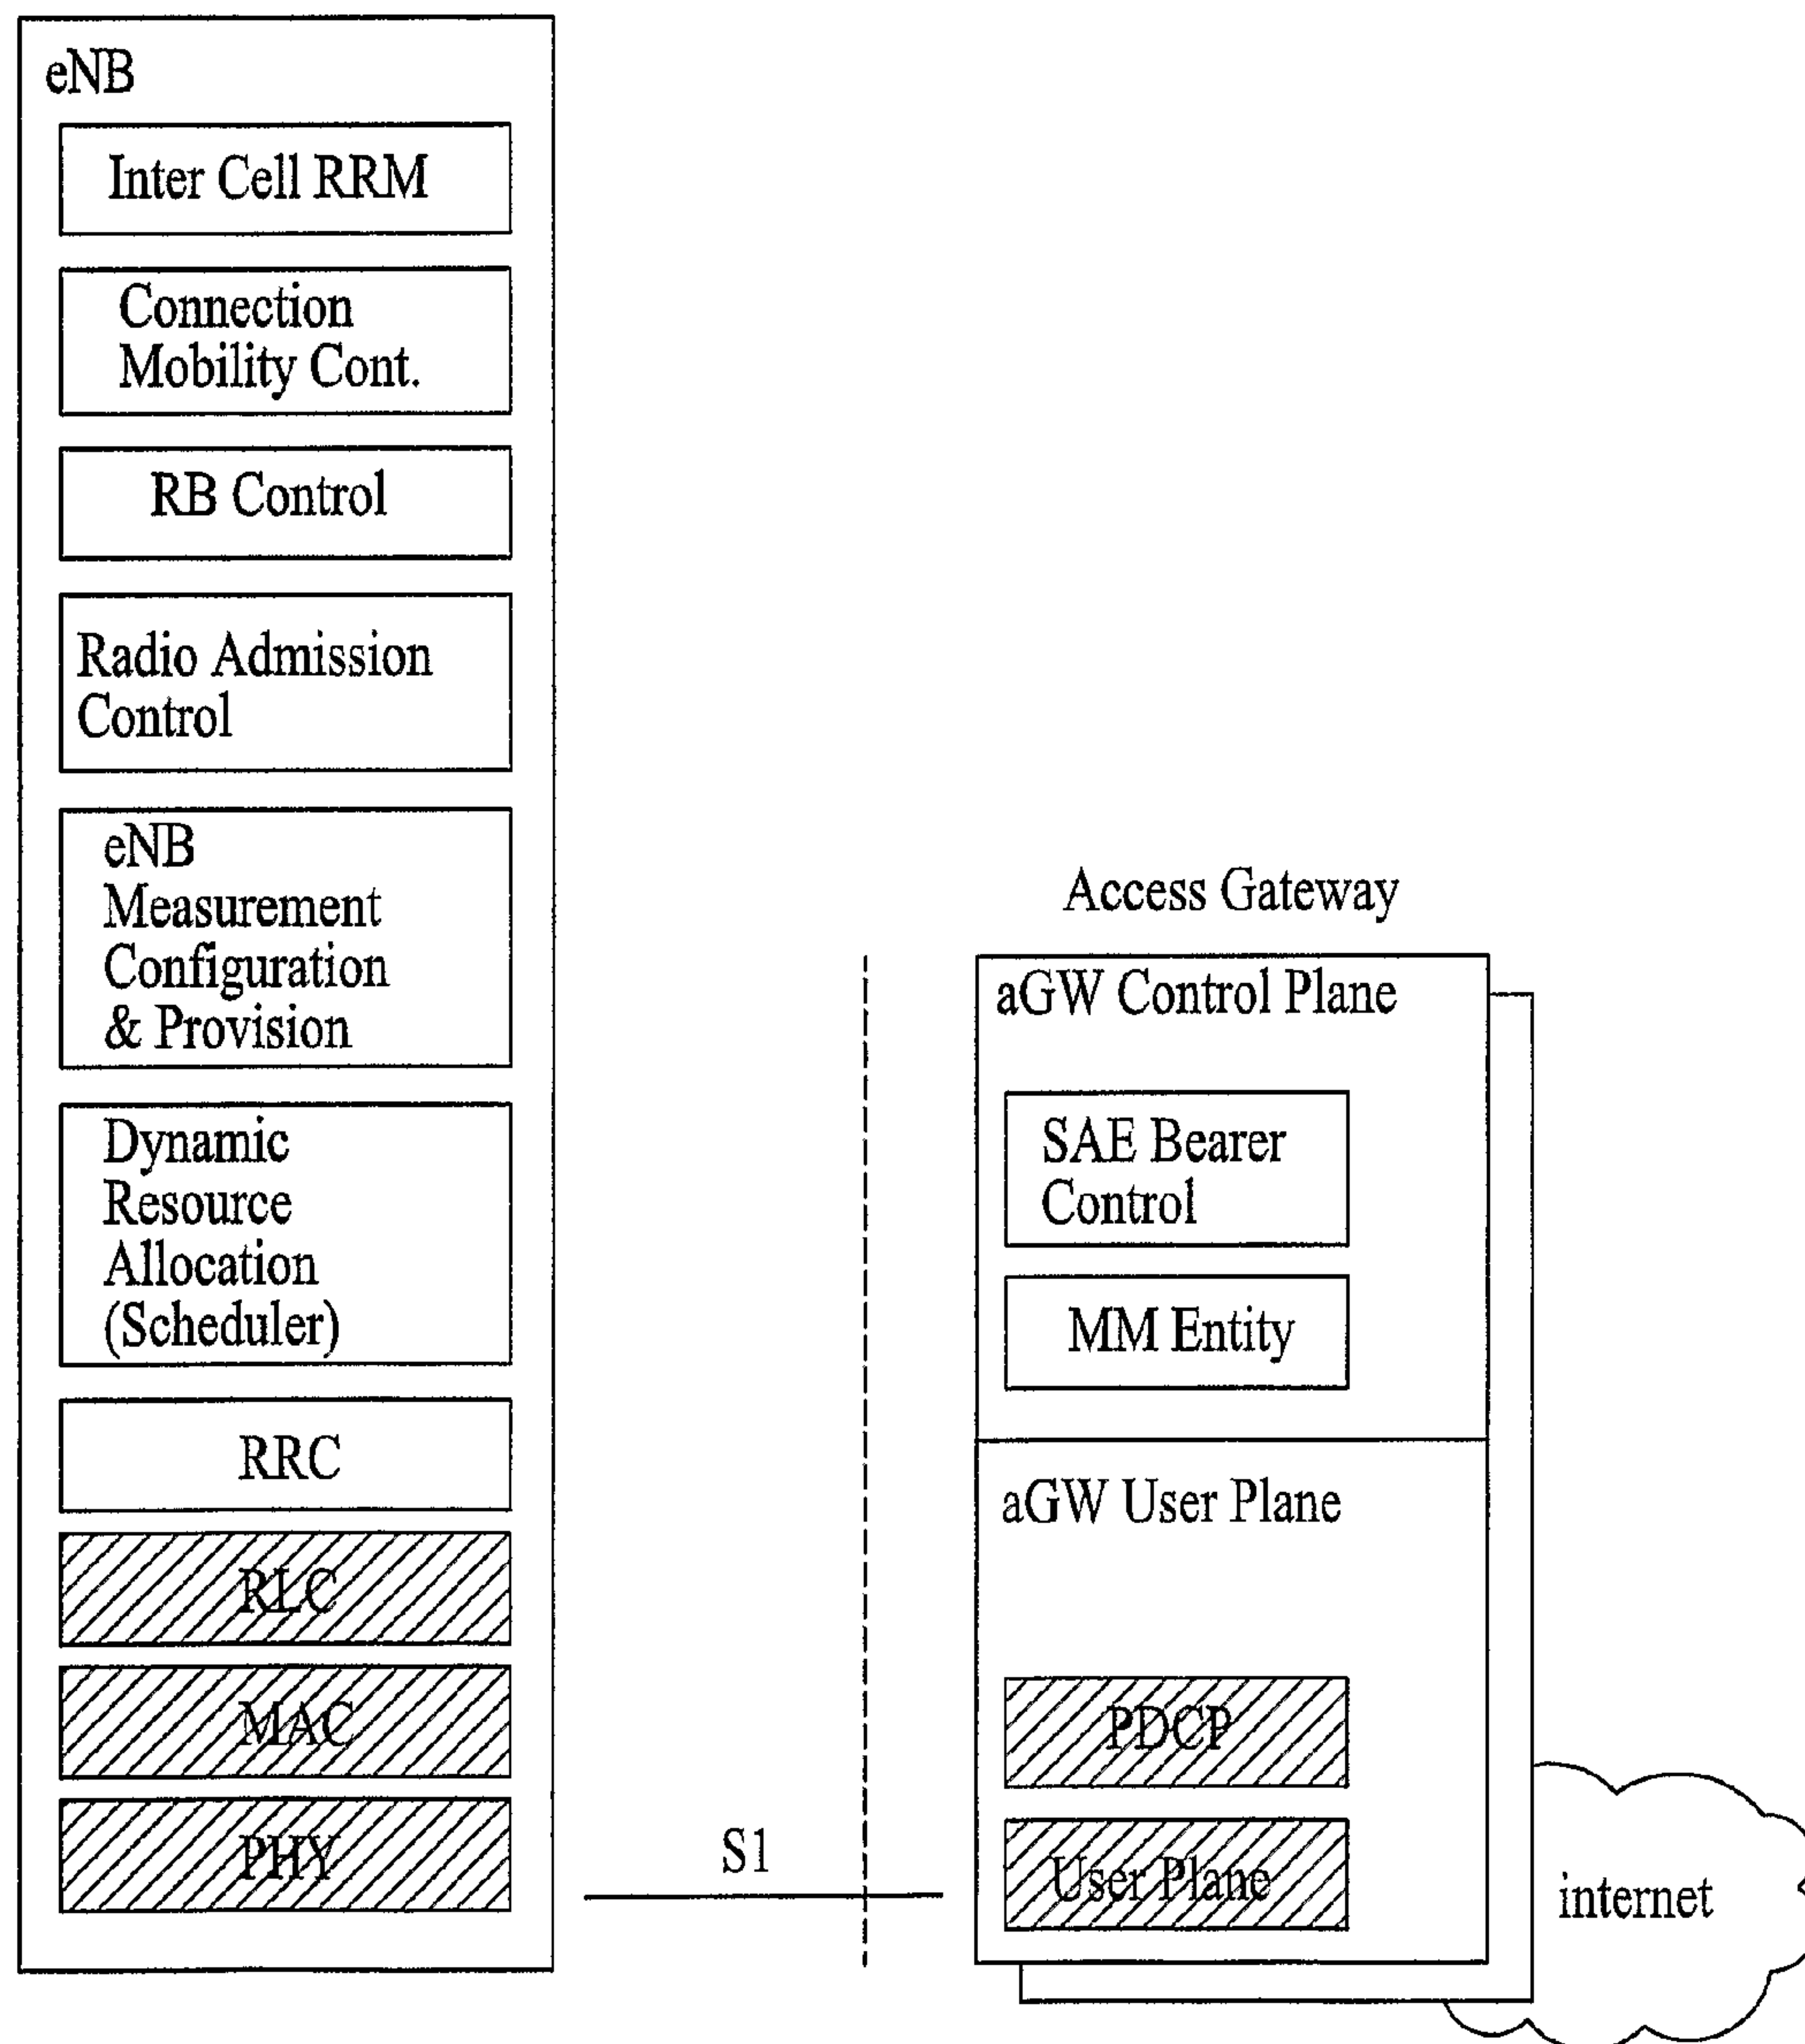 eNB
Inter Cell RRM
Connection
Mobility Cont.
RB Control
Radio Admission
Control
eNB
Measurement
Configuration
& Provision
Dynamic
Resource
Allocation
(Scheduler)
RRC
RLC
MAC
PHY
S1
Access Gateway
aGW Control Plane
SAE Bearer
Control
MM Entity
aGW User Plane
PDCP
User Plane
internet